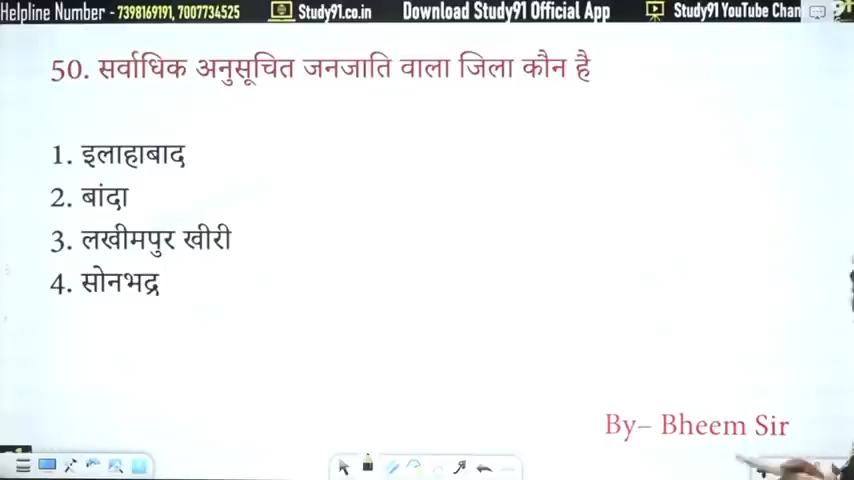 Helpline Number - 7398169191, 7007734525 Study91.co.in Download Study91 Official App Study91 YouTube Chan
50. सर्वाधिक अनुसूचित जनजाति वाला जिला कौन है
1. इलाहाबाद
2. बांदा
3. लखीमपुर खीरी
4. सोनभद्र
By– Bheem Sir